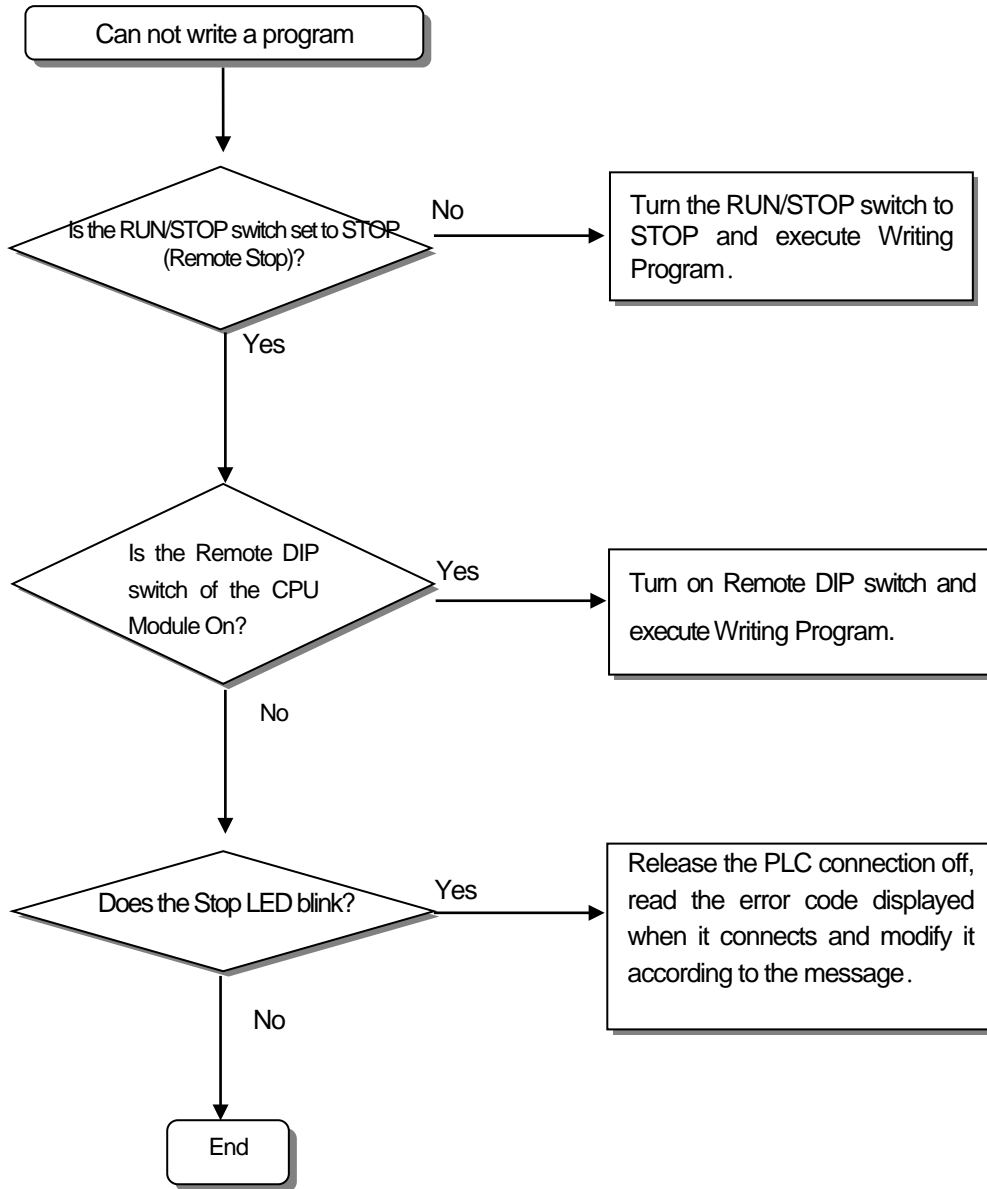 Can not write a program
Is the RUN/STOP switch set to STOP
(Remote Stop)?
No
Turn the RUN/STOP switch to
STOP and execute Writing
Program.
Yes
Is the Remote DIP
switch of the CPU
Module On?
Yes
Turn on Remote DIP switch and
execute Writing Program.
No
Does the Stop LED blink?
Yes
Release the PLC connection off,
read the error code displayed
when it connects and modify it
according to the message.
No
End